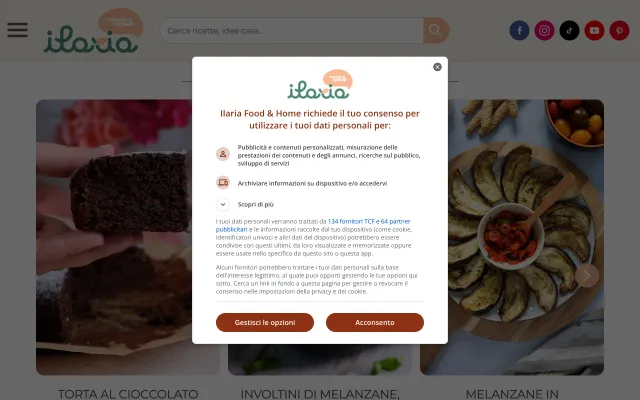 Cerca ricette, idee casa...
ilaria
ilaria
Ilaria Food & Home richiede il tuo consenso per
utilizzare i tuoi dati personali per:
Pubblicità e contenuti personalizzati, misurazione delle
prestazioni dei contenuti e degli annunci, ricerche sul pubblico,
sviluppo di servizi
Archiviare informazioni su dispositivo e/o accedervi
Scopri di più
I tuoi dati personali verranno trattati da 134 fornitori TCF e 64 partner
pubblicitari e le informazioni raccolte dal tuo dispositivo (come cookie,
identificatori univoci e altri dati del dispositivo) potrebbero essere
condivise con questi ultimi, da loro visualizzate e memorizzate oppure
essere usate nello specifico da questo sito o questa app.
Alcuni fornitori potrebbero trattare i tuoi dati personali sulla base
dell'interesse legittimo, al quale puoi opporti gestendo le tue opzioni qui
sotto. Cerca un link in fondo a questa pagina per gestire o revocare il
consenso nelle impostazioni della privacy e dei cookie.
Gestisci le opzioni
Acconsento
TORTA AL CIOCCOLATO
INVOLTINI DI MELANZANE,
MELANZANE IN